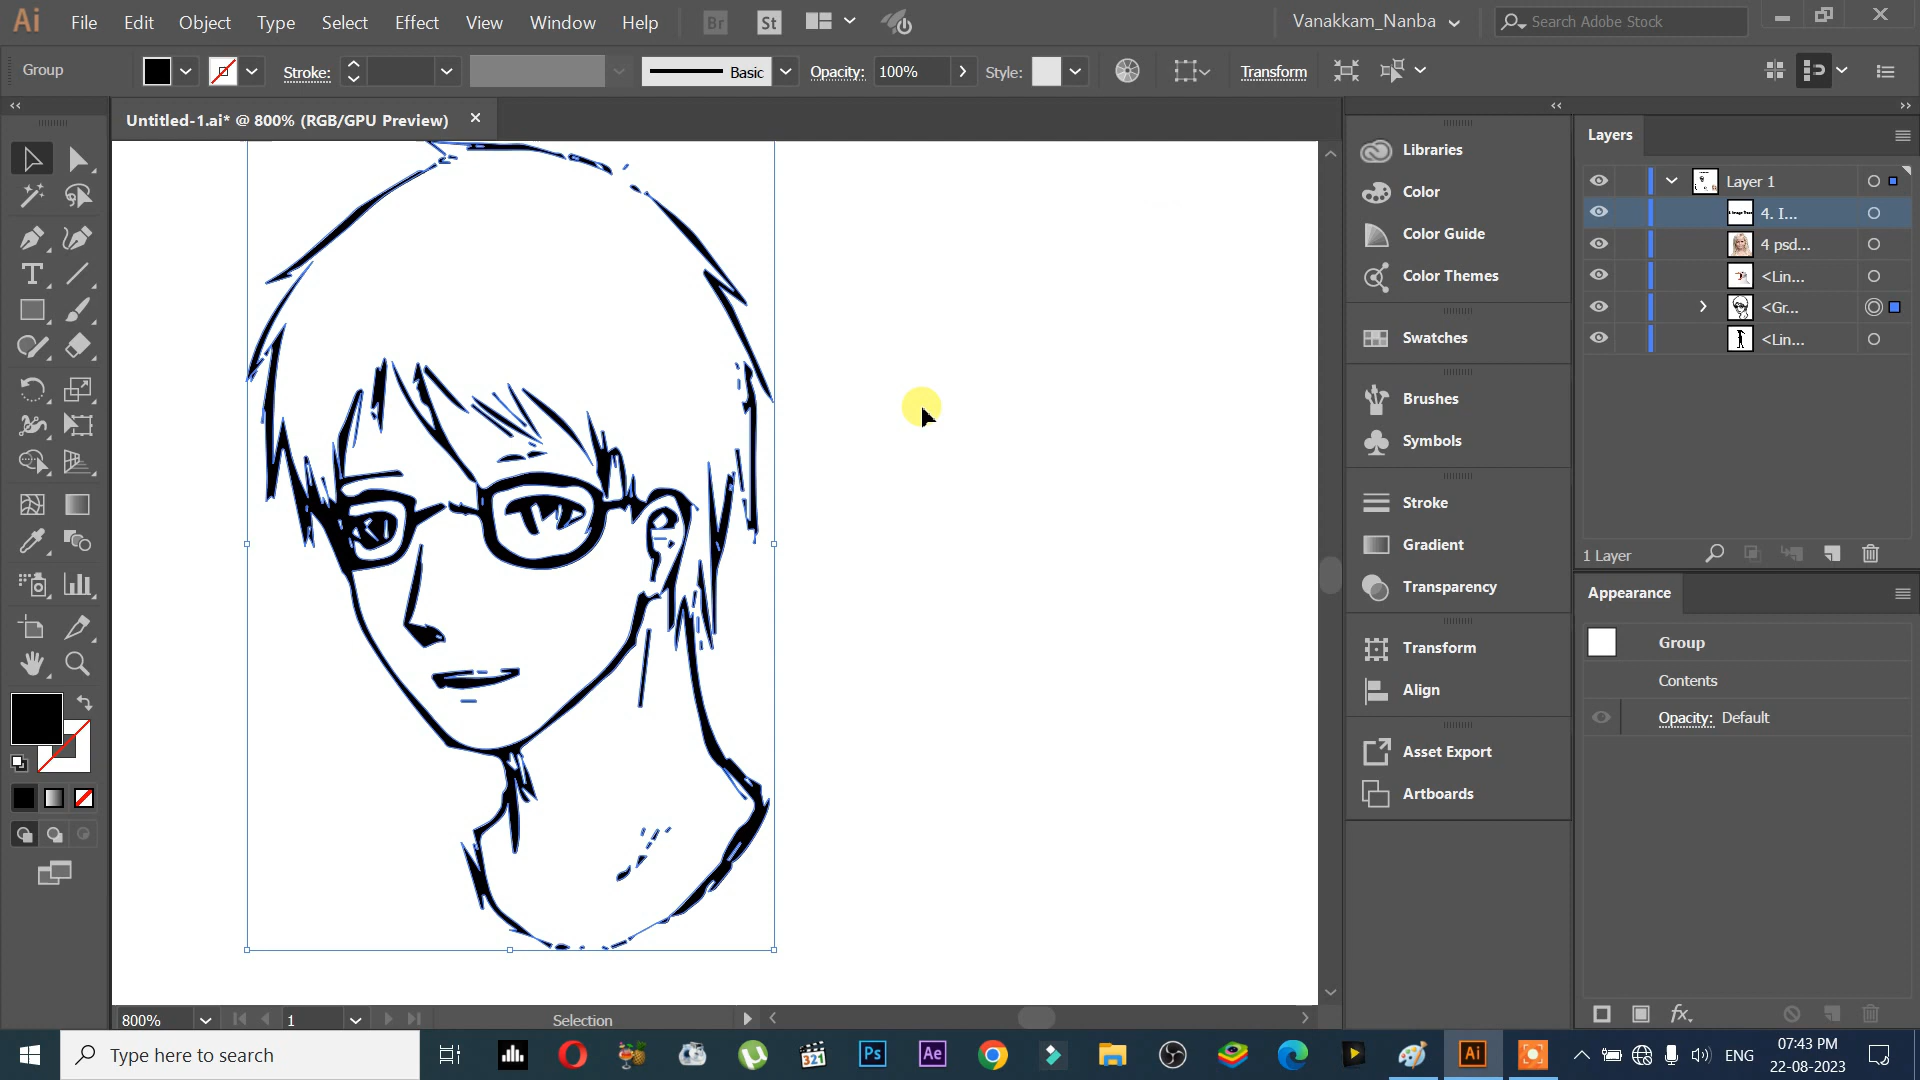 Ai File Edit Object Type Select Effect View Window Help Br St Vanakkam_Nanba Search Adobe Stock
Group Stroke: Basic Opacity: 100% Style: Transform
Untitled-1.ai* @ 800% (RGB/GPU Preview)
Libraries
Color
Color Guide
Color Themes
Swatches
Brushes
Symbols
Stroke
Gradient
Transparency
Transform
Align
Asset Export
Artboards
Layers
Layer 1
4. I...
4 psd...
<Lin...
<Gr...
<Lin...
1 Layer
Appearance
Group
Contents
Opacity: Default
fx
800% 1 Selection
Type here to search
321 Ps Ae Ai ENG
07:43 PM
22-08-2023